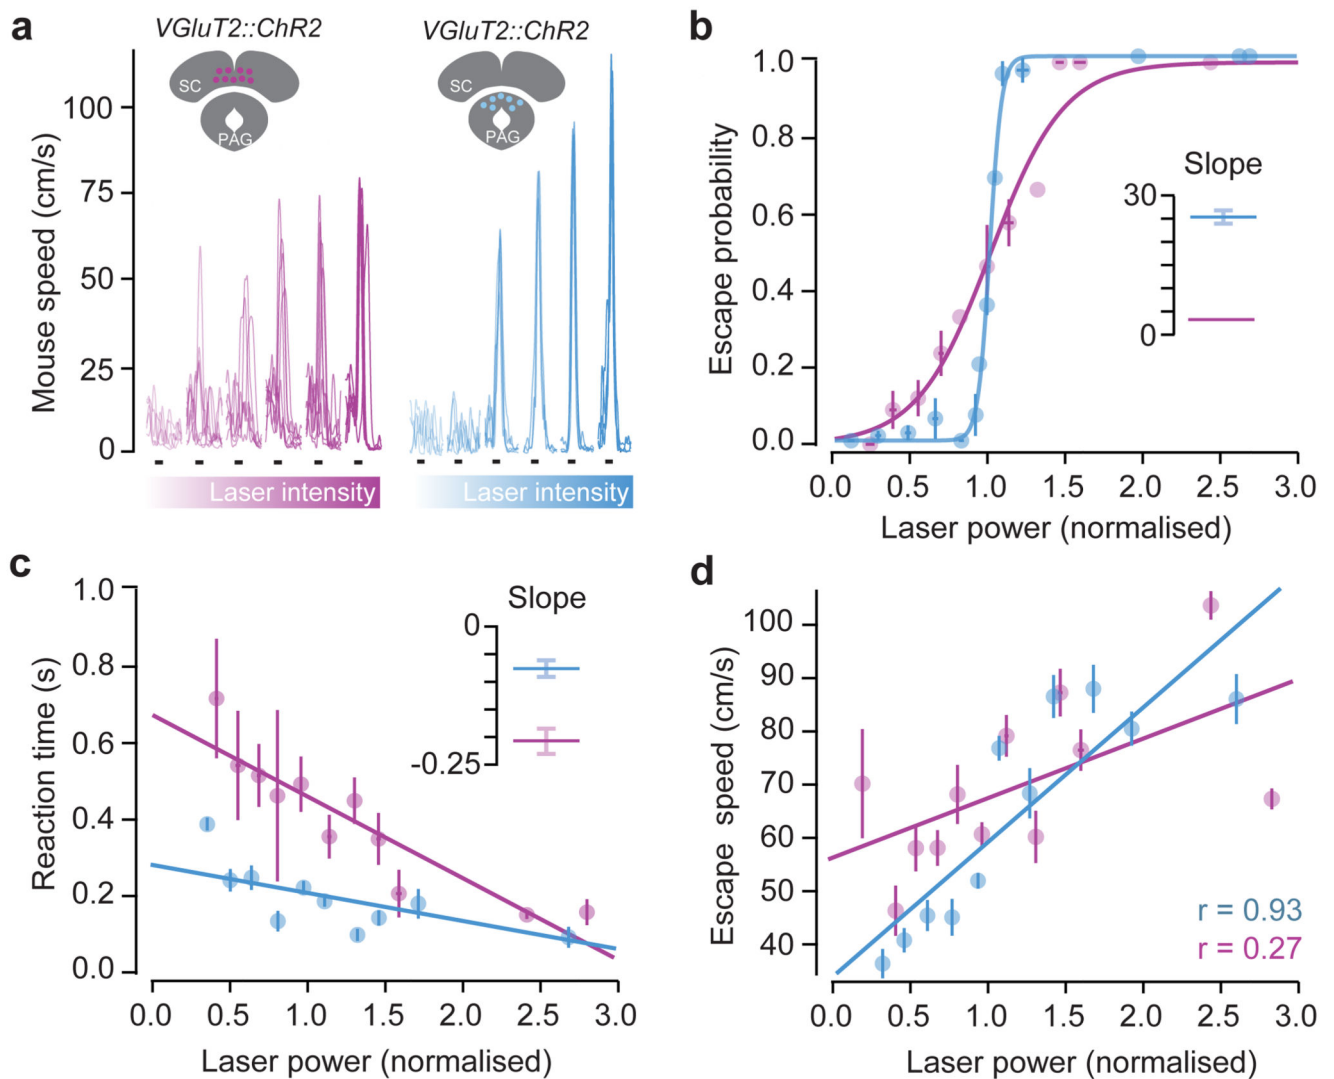 a
VGluT2::ChR2
VGluT2::ChR2
SC
PAG
SC
PAG
Mouse speed (cm/s)
100
75
50
25
0
Laser intensity
Laser intensity
b
Escape probability
1.0
0.8
0.6
0.4
0.2
0.0
Slope
30
0
0.0 0.5 1.0 1.5 2.0 2.5 3.0
Laser power (normalised)
c
Reaction time (s)
1.0
0.8
0.6
0.4
0.2
0.0
Slope
0
-0.25
0.0 0.5 1.0 1.5 2.0 2.5 3.0
Laser power (normalised)
d
Escape speed (cm/s)
100
90
80
70
60
50
40
r = 0.93
r = 0.27
0.0 0.5 1.0 1.5 2.0 2.5 3.0
Laser power (normalised)